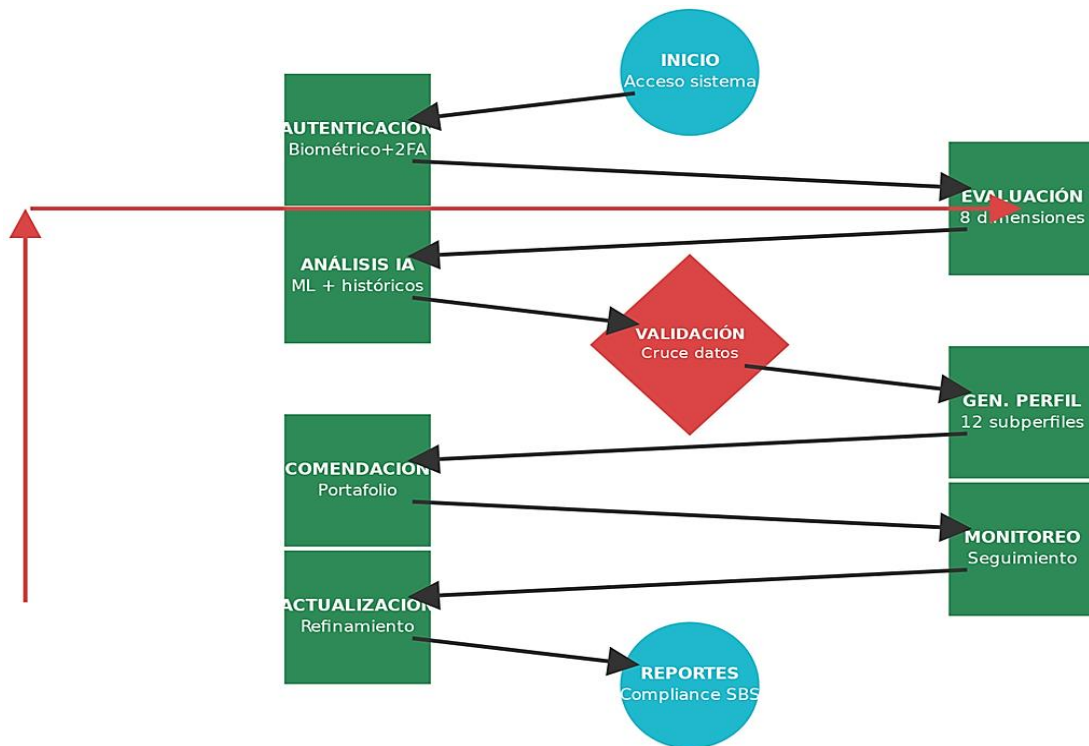 INICIO
Acceso sistema
AUTENTICACIÓN
Biométrico+2FA
EVALUACIÓN
8 dimensiones
ANÁLISIS IA
ML + históricos
VALIDACIÓN
Cruce datos
GEN. PERFIL
12 subperfiles
COMENDACIÓN
Portafolio
MONITOREO
Seguimiento
ACTUALIZACIÓN
Refinamiento
REPORTES
Compliance SBS